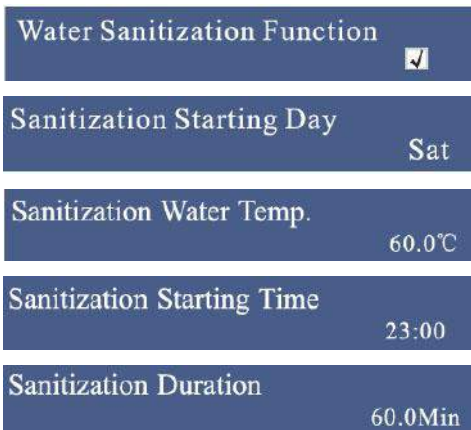 Water Sanitization Function
Sanitization Starting Day
Sat
Sanitization Water Temp.
60.0℃
Sanitization Starting Time
23:00
Sanitization Duration
60.0Min